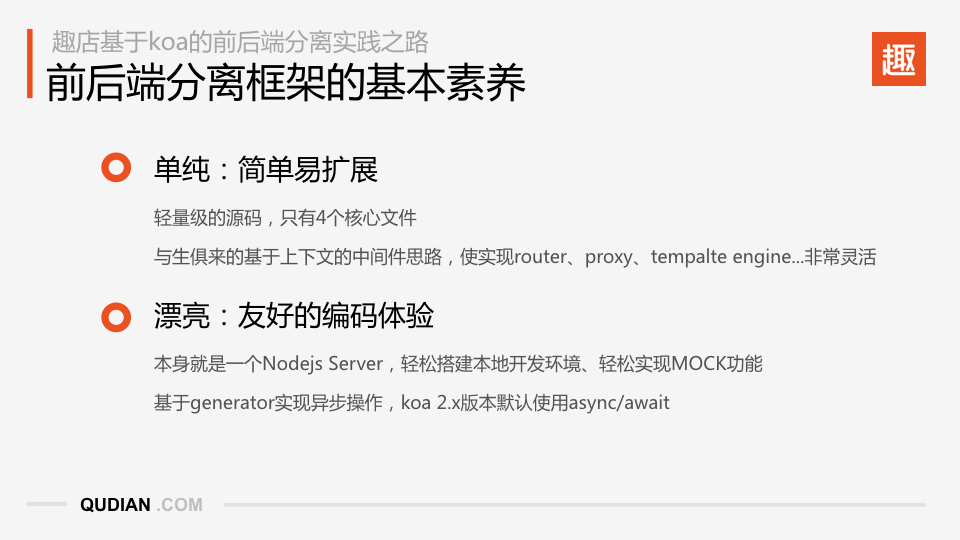 趣店基于koa的前后端分离实践之路
前后端分离框架的基本素养
趣
单纯：简单易扩展
轻量级的源码，只有4个核心文件
与生俱来的基于上下文的中间件思路，使实现router、proxy、tempalte engine...非常灵活
漂亮：友好的编码体验
本身就是一个Nodejs Server，轻松搭建本地开发环境、轻松实现MOCK功能
基于generator实现异步操作，koa 2.x版本默认使用async/await
QUDIAN .COM